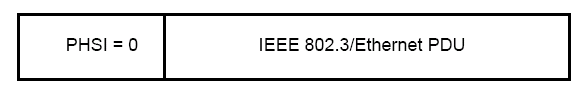 PHSI = 0 IEEE 802.3/Ethernet PDU